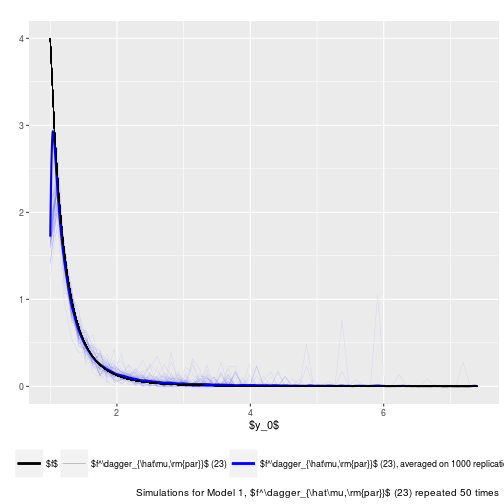 4
3
2
1
0
2 4 6
$y_0$
$f$ $f^\dagger_{\hat\mu,\rm{par}}$ (23) $f^\dagger_{\hat\mu,\rm{par}}$ (23), averaged on 1000 replicati
Simulations for Model 1, $f^\dagger_{\hat\mu,\rm{par}}$ (23) repeated 50 times